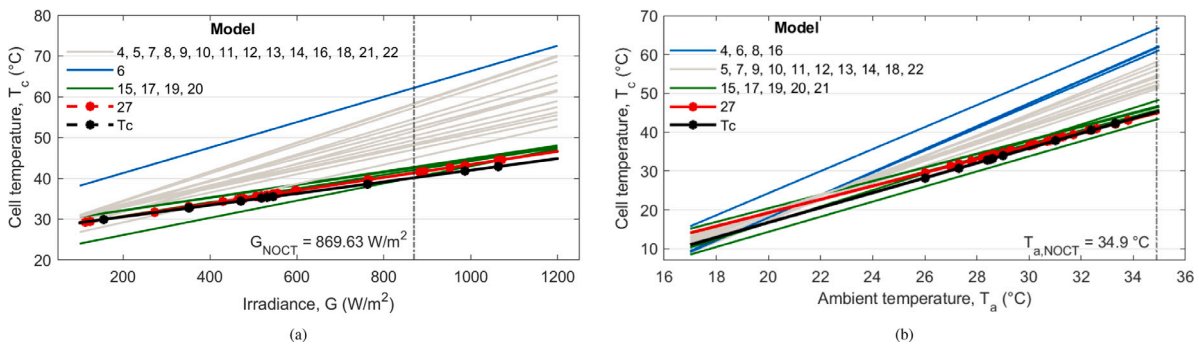 Model
4, 5, 7, 8, 9, 10, 11, 12, 13, 14, 16, 18, 21, 22
6
15, 17, 19, 20
27
Tc
G_NOCT = 869.63 W/m²
80
70
60
50
40
30
20
200
400
600
800
1000
1200
Cell temperature, T_c (°C)
Irradiance, G (W/m²)
(a)
Model
4, 6, 8, 16
5, 7, 9, 10, 11, 12, 13, 14, 18, 22
15, 17, 19, 20, 21
27
Tc
T_a,NOCT = 34.9 °C
70
60
50
40
30
20
10
16
18
20
22
24
26
28
30
32
34
36
Cell temperature, T_c (°C)
Ambient temperature, T_a (°C)
(b)